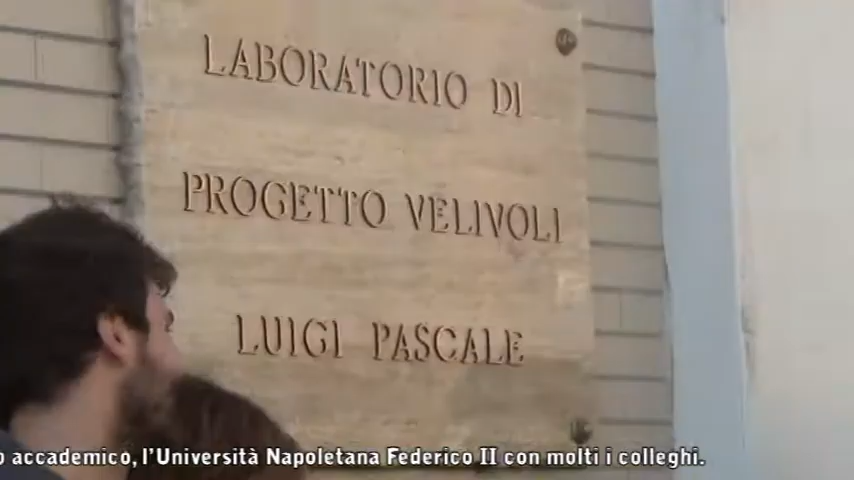 LABORATORIO DI
PROGETTO VELIVOLI
LUIGI PASCALE
accademico, l'Università Napoletana Federico II con molti i colleghi.